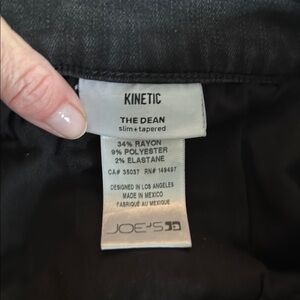 KINETIC
THE DEAN
slim+tapered
34% RAYON
9% POLYESTER
2% ELASTANE
CA# 35037 RN# 149497
DESIGNED IN LOS ANGELES
MADE IN MEXICO
FABRIQUÉ AU MEXIQUE
JOE'S